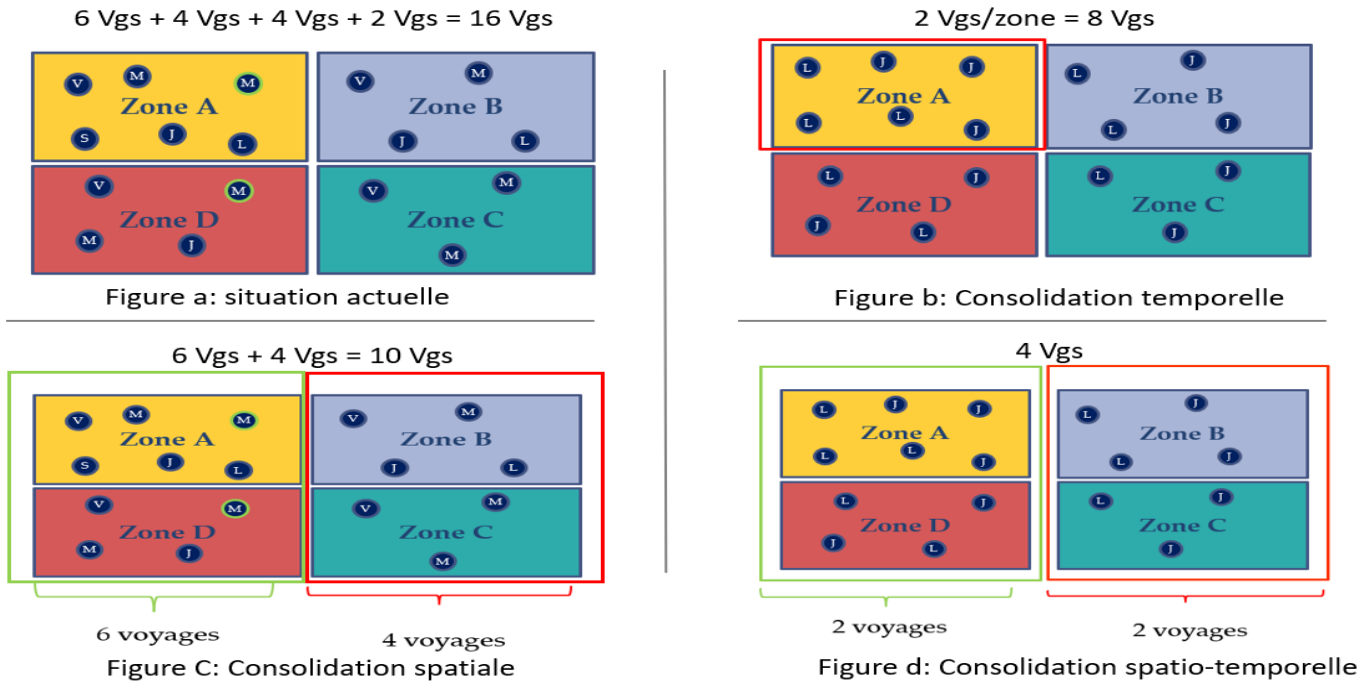 6 Vgs + 4 Vgs + 4 Vgs + 2 Vgs = 16 Vgs
V M M
Zone A
S J L
V M
Zone B
J L
V M
Zone D
M J
V M
Zone C
M
Figure a: situation actuelle
2 Vgs/zone = 8 Vgs
L J J
Zone A
L L J
L J
Zone B
L J
L J
Zone D
J L
L J
Zone C
J
Figure b: Consolidation temporelle
6 Vgs + 4 Vgs = 10 Vgs
V M M
Zone A
S J L
V M
Zone B
J L
V M
Zone D
M J
V M
Zone C
M
6 voyages
4 voyages
Figure C: Consolidation spatiale
4 Vgs
L J J
Zone A
L L J
L J
Zone B
L J
L J
Zone D
J L
L J
Zone C
J
2 voyages
2 voyages
Figure d: Consolidation spatio-temporelle